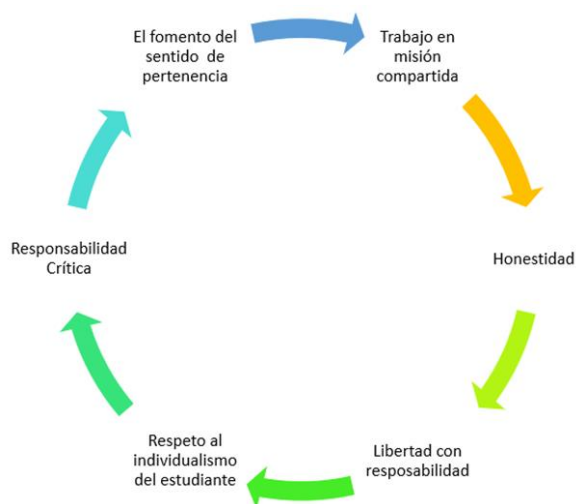 El fomento del
sentido de
pertenencia
Trabajo en
misión
compartida
Honestidad
Libertad con
resposabilidad
Respeto al
individualismo
del estudiante
Responsabilidad
Crítica